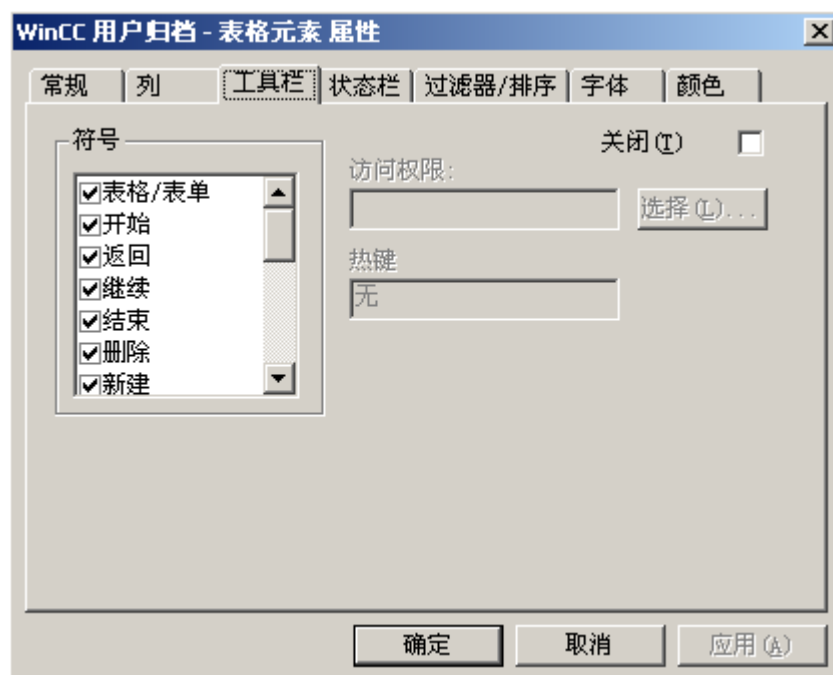 WinCC 用户归档 - 表格元素 属性
常规 列 工具栏 状态栏 过滤器/排序 字体 颜色
符号
关闭(T)
访问权限:
选择(L)...
表格/表单
开始
返回
继续
结束
删除
新建
热键
无
确定 取消 应用(A)